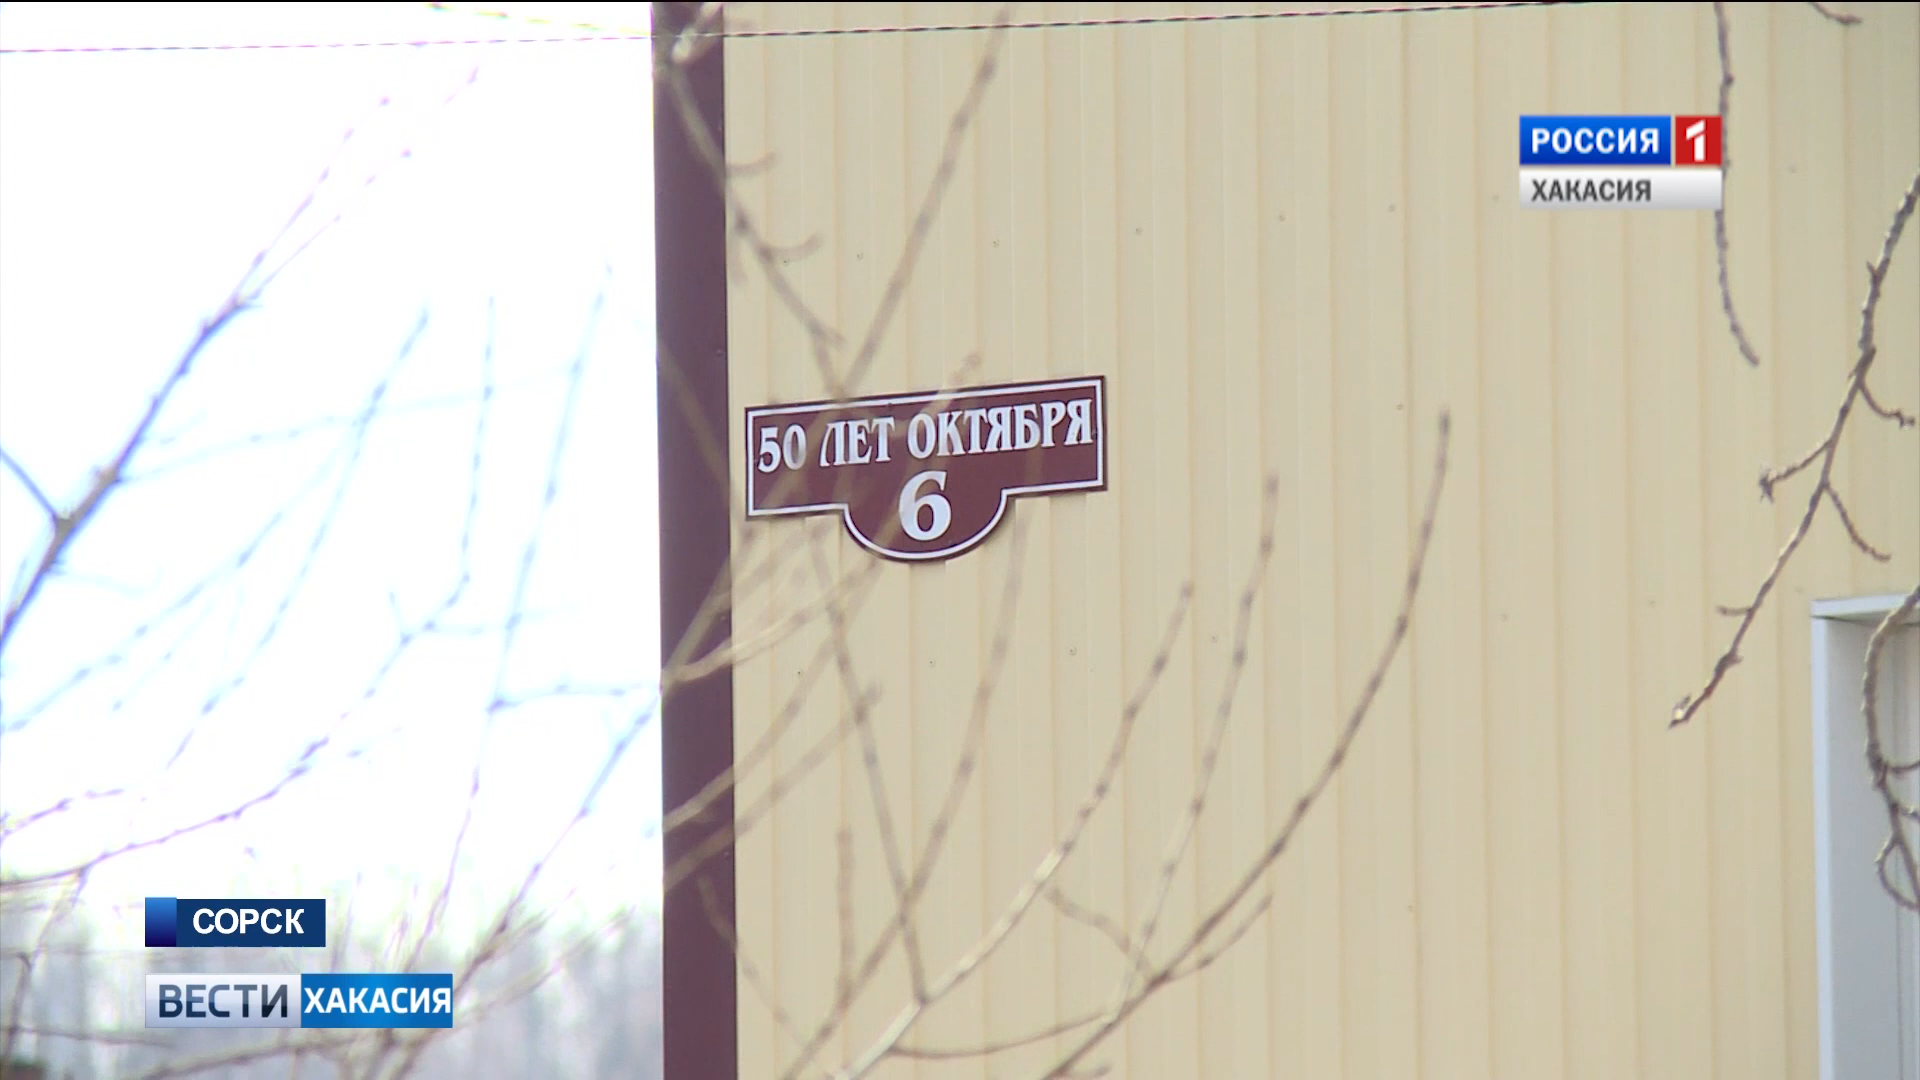 РОССИЯ 1
ХАКАСИЯ
50 ЛЕТ ОКТЯБРЯ
6
СОРСК
ВЕСТИ ХАКАСИЯ